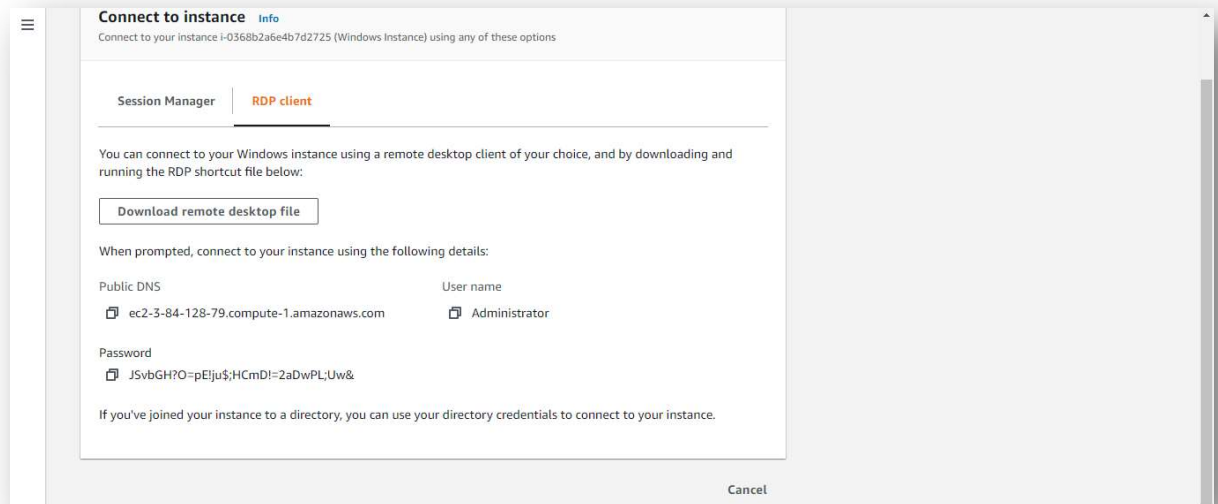 Connect to instance Info
Connect to your instance i-0368b2a6e4b7d2725 (Windows Instance) using any of these options
Session Manager
RDP client
You can connect to your Windows instance using a remote desktop client of your choice, and by downloading and
running the RDP shortcut file below:
Download remote desktop file
When prompted, connect to your instance using the following details:
Public DNS
User name
ec2-3-84-128-79.compute-1.amazonaws.com
Administrator
Password
JSvbGH?O=pE!ju$;HCmD!=2aDwPL;Uw&
If you've joined your instance to a directory, you can use your directory credentials to connect to your instance.
Cancel